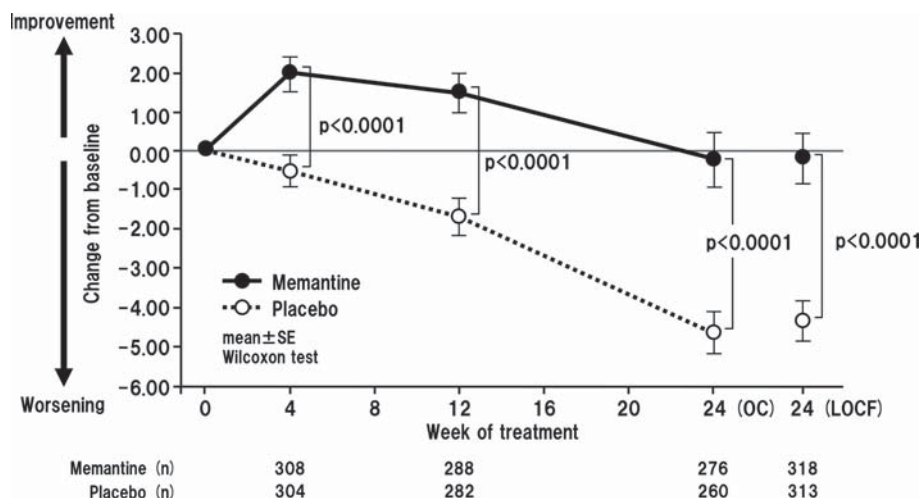 Improvement
3.00
2.00
1.00
0.00
-1.00
-2.00
-3.00
-4.00
-5.00
-6.00
Worsening
Change from baseline
p<0.0001
p<0.0001
p<0.0001
p<0.0001
Memantine
Placebo
mean±SE
Wilcoxon test
0 4 8 12 16 20 24 (OC) 24 (LOCF)
Week of treatment
Memantine (n) 308 288 276 318
Placebo (n) 304 282 260 313